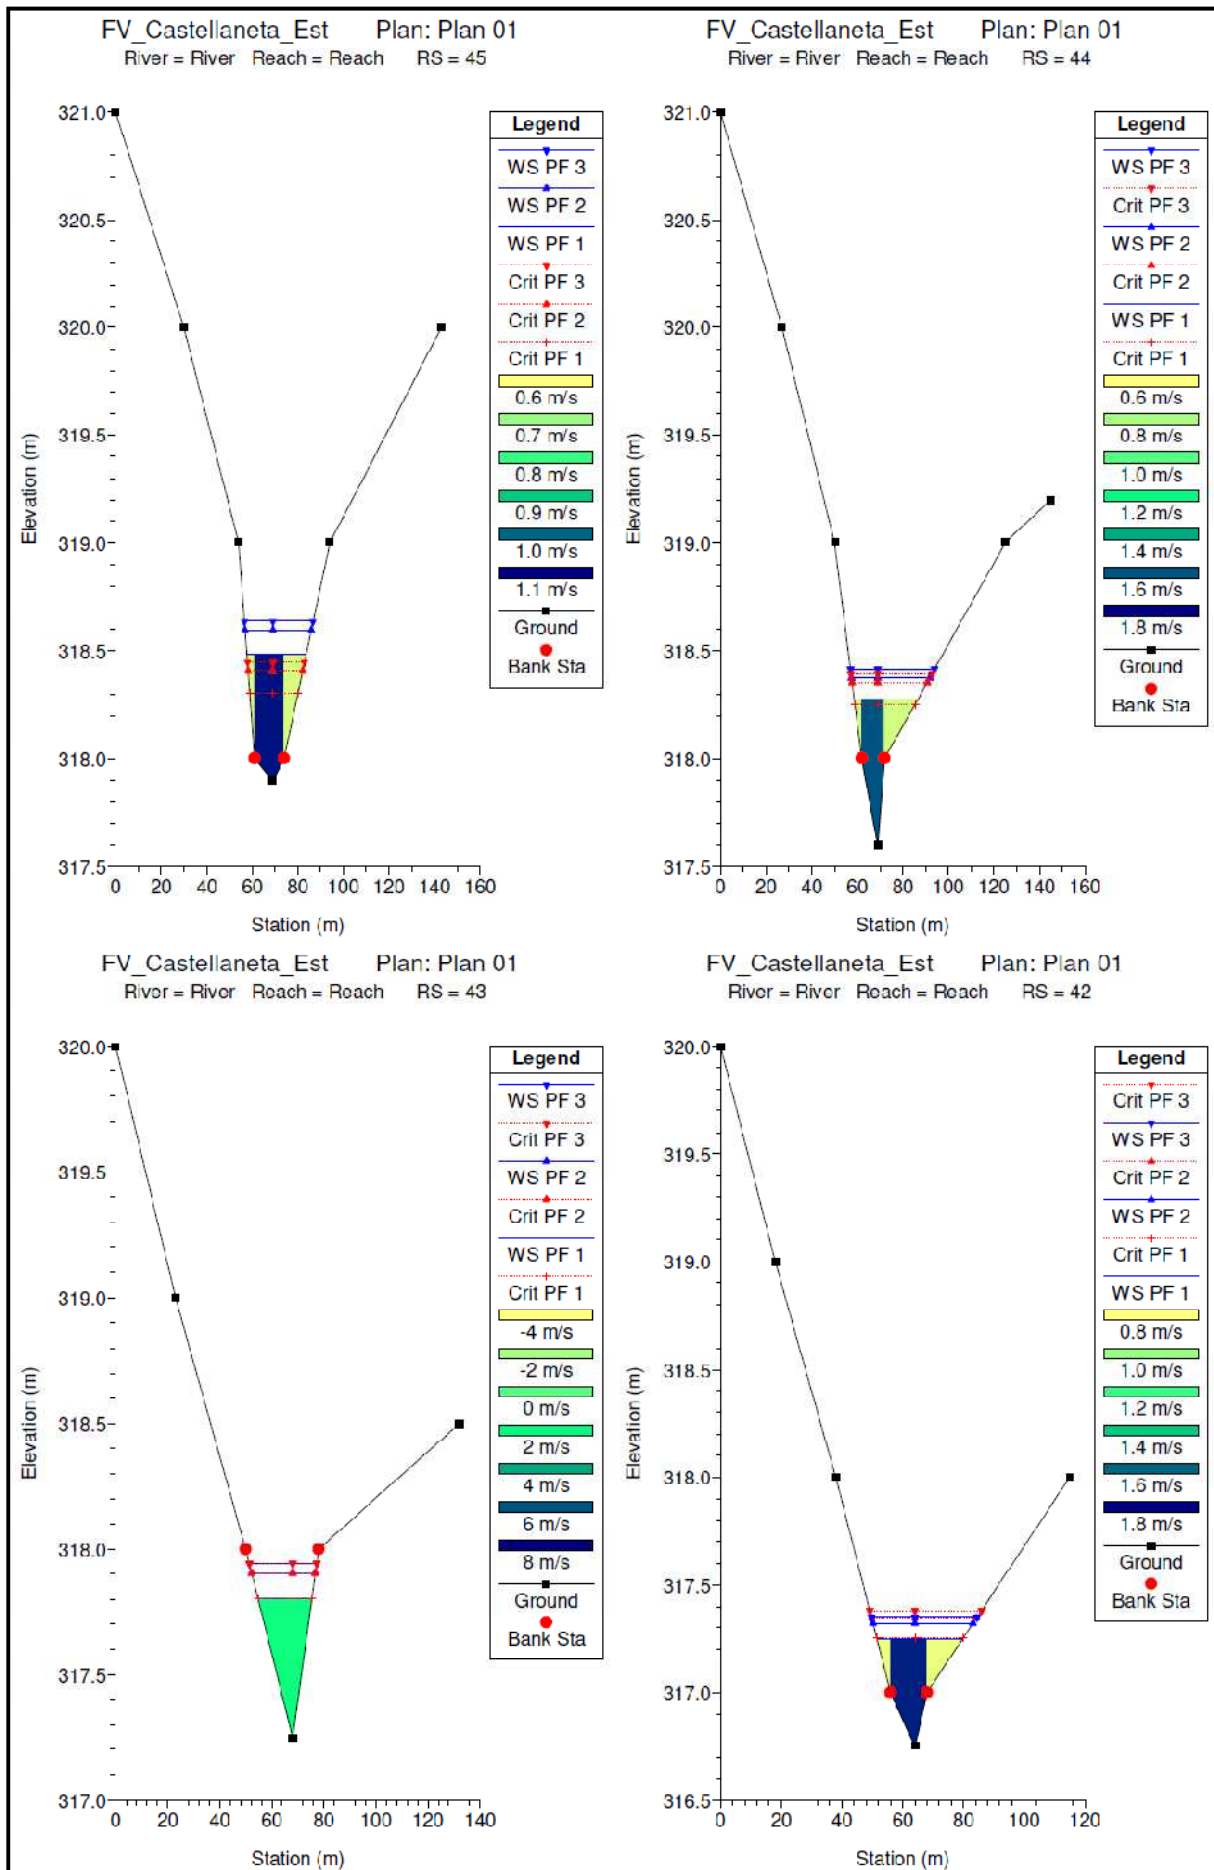 FV_Castellaneta_Est Plan: Plan 01
River = River Reach = Reach RS = 45
Legend
WS PF 3
WS PF 2
WS PF 1
Crit PF 3
Crit PF 2
Crit PF 1
0.6 m/s
0.7 m/s
0.8 m/s
0.9 m/s
1.0 m/s
1.1 m/s
Ground
Bank Sta
321.0
320.5
320.0
319.5
319.0
318.5
318.0
317.5
Elevation (m)
0 20 40 60 80 100 120 140 160
Station (m)
FV_Castellaneta_Est Plan: Plan 01
River = River Reach = Reach RS = 44
Legend
WS PF 3
Crit PF 3
WS PF 2
Crit PF 2
WS PF 1
Crit PF 1
0.6 m/s
0.8 m/s
1.0 m/s
1.2 m/s
1.4 m/s
1.6 m/s
1.8 m/s
Ground
Bank Sta
321.0
320.5
320.0
319.5
319.0
318.5
318.0
317.5
Elevation (m)
0 20 40 60 80 100 120 140 160
Station (m)
FV_Castellaneta_Est Plan: Plan 01
River = River Reach = Reach RS = 43
Legend
WS PF 3
Crit PF 3
WS PF 2
Crit PF 2
WS PF 1
Crit PF 1
-4 m/s
-2 m/s
0 m/s
2 m/s
4 m/s
6 m/s
8 m/s
Ground
Bank Sta
320.0
319.5
319.0
318.5
318.0
317.5
317.0
Elevation (m)
0 20 40 60 80 100 120 140
Station (m)
FV_Castellaneta_Est Plan: Plan 01
River = River Reach = Reach RS = 42
Legend
Crit PF 3
WS PF 3
Crit PF 2
WS PF 2
Crit PF 1
WS PF 1
0.8 m/s
1.0 m/s
1.2 m/s
1.4 m/s
1.6 m/s
1.8 m/s
Ground
Bank Sta
320.0
319.5
319.0
318.5
318.0
317.5
317.0
316.5
Elevation (m)
0 20 40 60 80 100 120
Station (m)